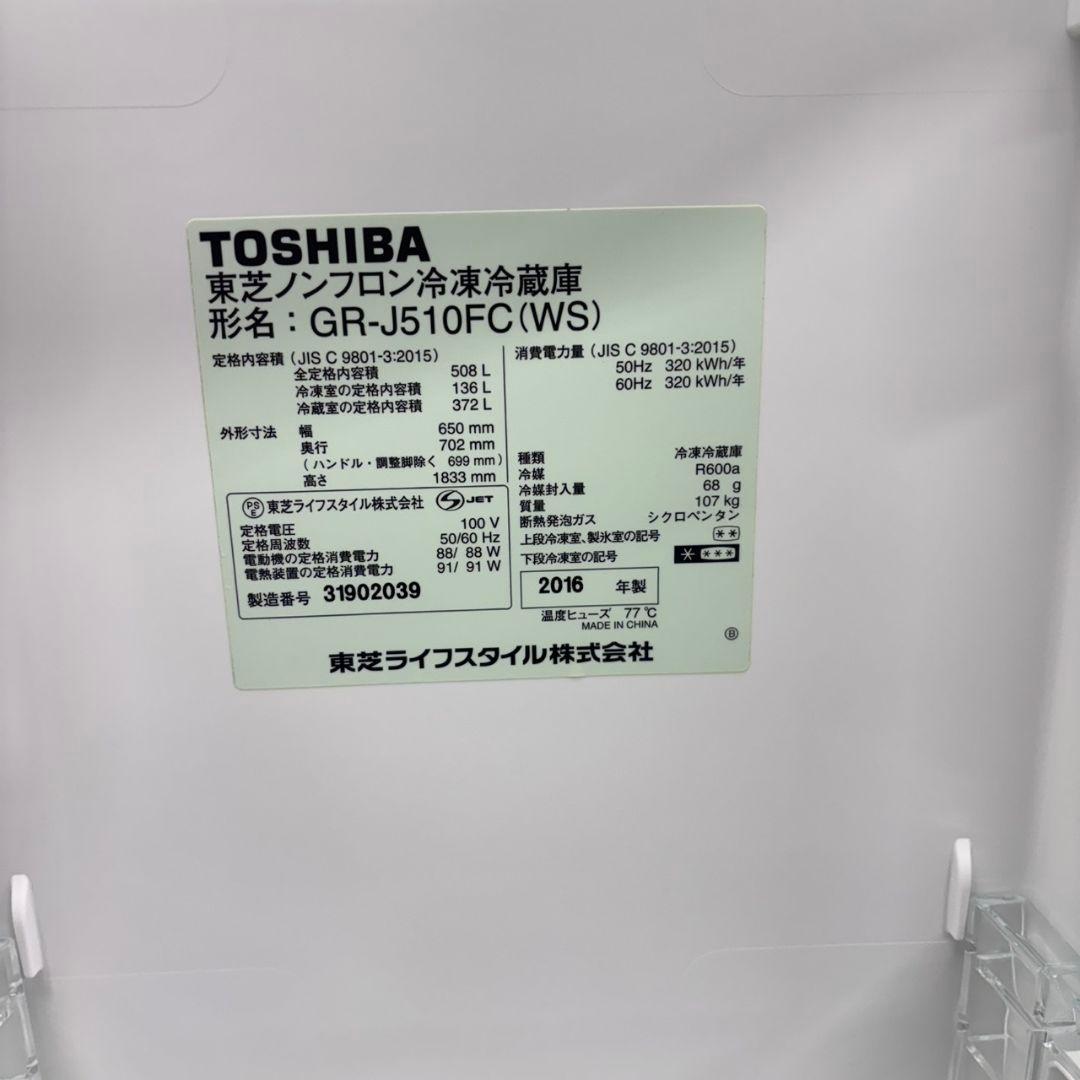 TOSHIBA
東芝ノンフロン冷凍冷蔵庫
形名：GR-J510FC(WS)
定格内容積（JIS C 9801-3:2015）
全定格内容積 508 L
冷凍室の定格内容積 136 L
冷蔵室の定格内容積 372 L
外形寸法 幅 650 mm
奥行 702 mm
（ハンドル・調整脚除く 699 mm）
高さ 1833 mm
PSE 東芝ライフスタイル株式会社 S JET
定格電圧 100 V
定格周波数 50/60 Hz
電動機の定格消費電力 88/ 88 W
電熱装置の定格消費電力 91/ 91 W
製造番号 31902039
消費電力量（JIS C 9801-3:2015）
50Hz 320 kWh/年
60Hz 320 kWh/年
種類 冷凍冷蔵庫
冷媒 R600a
冷媒封入量 68 g
質量 107 kg
断熱発泡ガス シクロペンタン
上段冷凍室、製氷室の記号 **
下段冷凍室の記号 * ***
2016 年製
温度ヒューズ 77℃
MADE IN CHINA
Ⓑ
東芝ライフスタイル株式会社